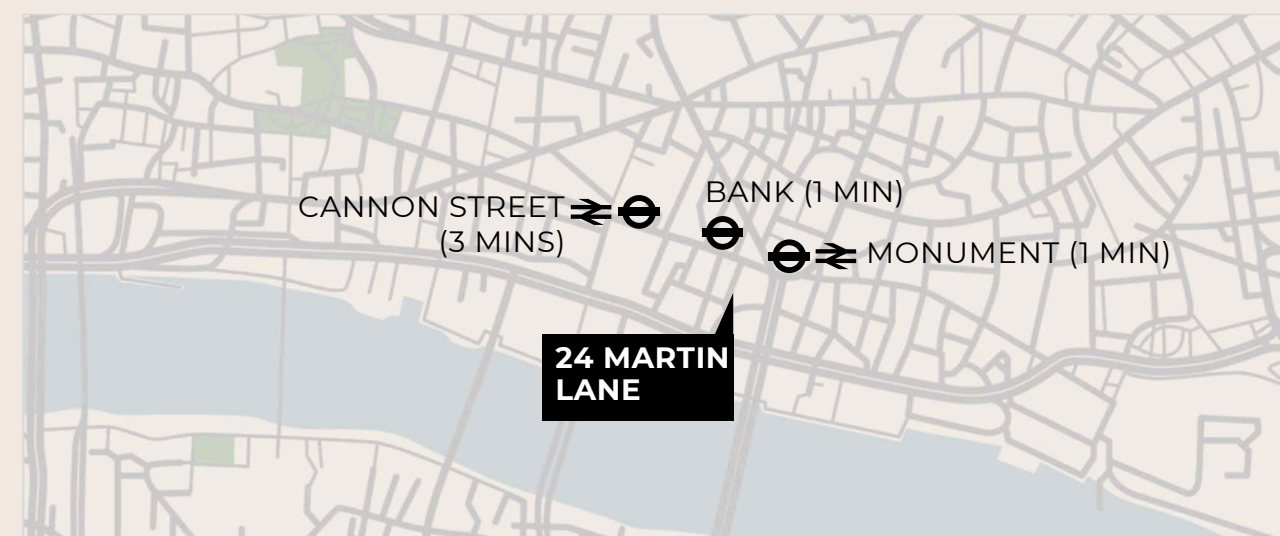 CANNON STREET
(3 MINS)
BANK (1 MIN)
MONUMENT (1 MIN)
24 MARTIN
LANE